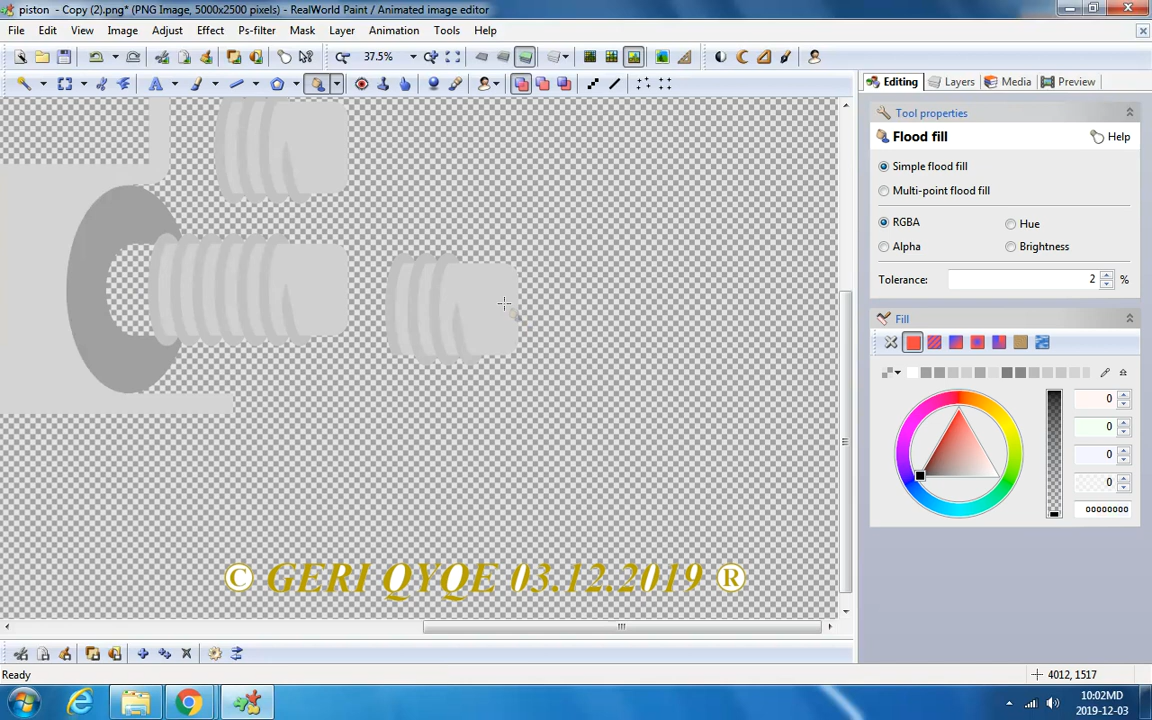 piston  - Copy (2).png* (PNG Image, 5000x2500 pixels) - RealWorld Paint / Animated image editor
File Edit View Image Adjust Effect Ps-filter Mask Layer Animation Tools Help
37.5%
Editing Layers Media Preview
Tool properties
Flood fill Help
Simple flood fill
Multi-point flood fill
RGBA Hue
Alpha Brightness
Tolerance: 2 %
Fill
0
0
0
0
00000000
© GERI QYQE 03.12.2019 ®
Ready 4012, 1517
10:02MD
2019-12-03